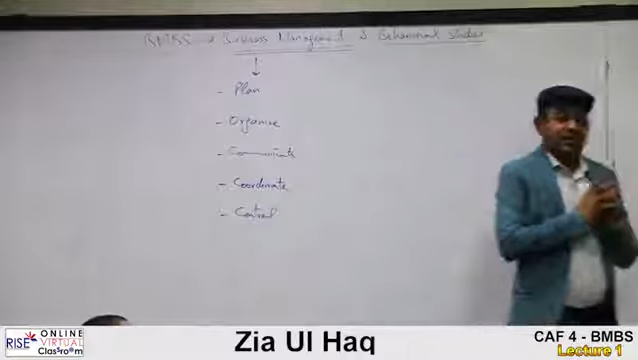 BMBS → Business Management & Behavioral Studies
- Plan
- Organise
- Communicate
- Coordinate
- Control
RISE ONLINE VIRTUAL Classroom
Zia Ul Haq
CAF 4 - BMBS
Lecture 1